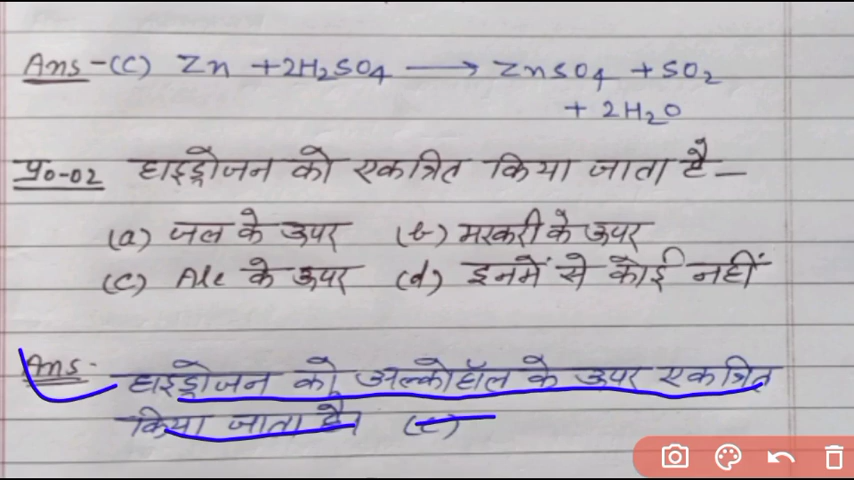 Ans-(C) Zn + 2H₂SO₄ ⟶ ZnSO₄ + SO₂
+ 2H₂O
प्र०-02 हाइड्रोजन को एकत्रित किया जाता है—
(a) जल के ऊपर (b) मरकरी के ऊपर
(c) Alc के ऊपर (d) इनमें से कोई नहीं
Ans- हाइड्रोजन को अल्कोहॉल के ऊपर एकत्रित
किया जाता है। (c)